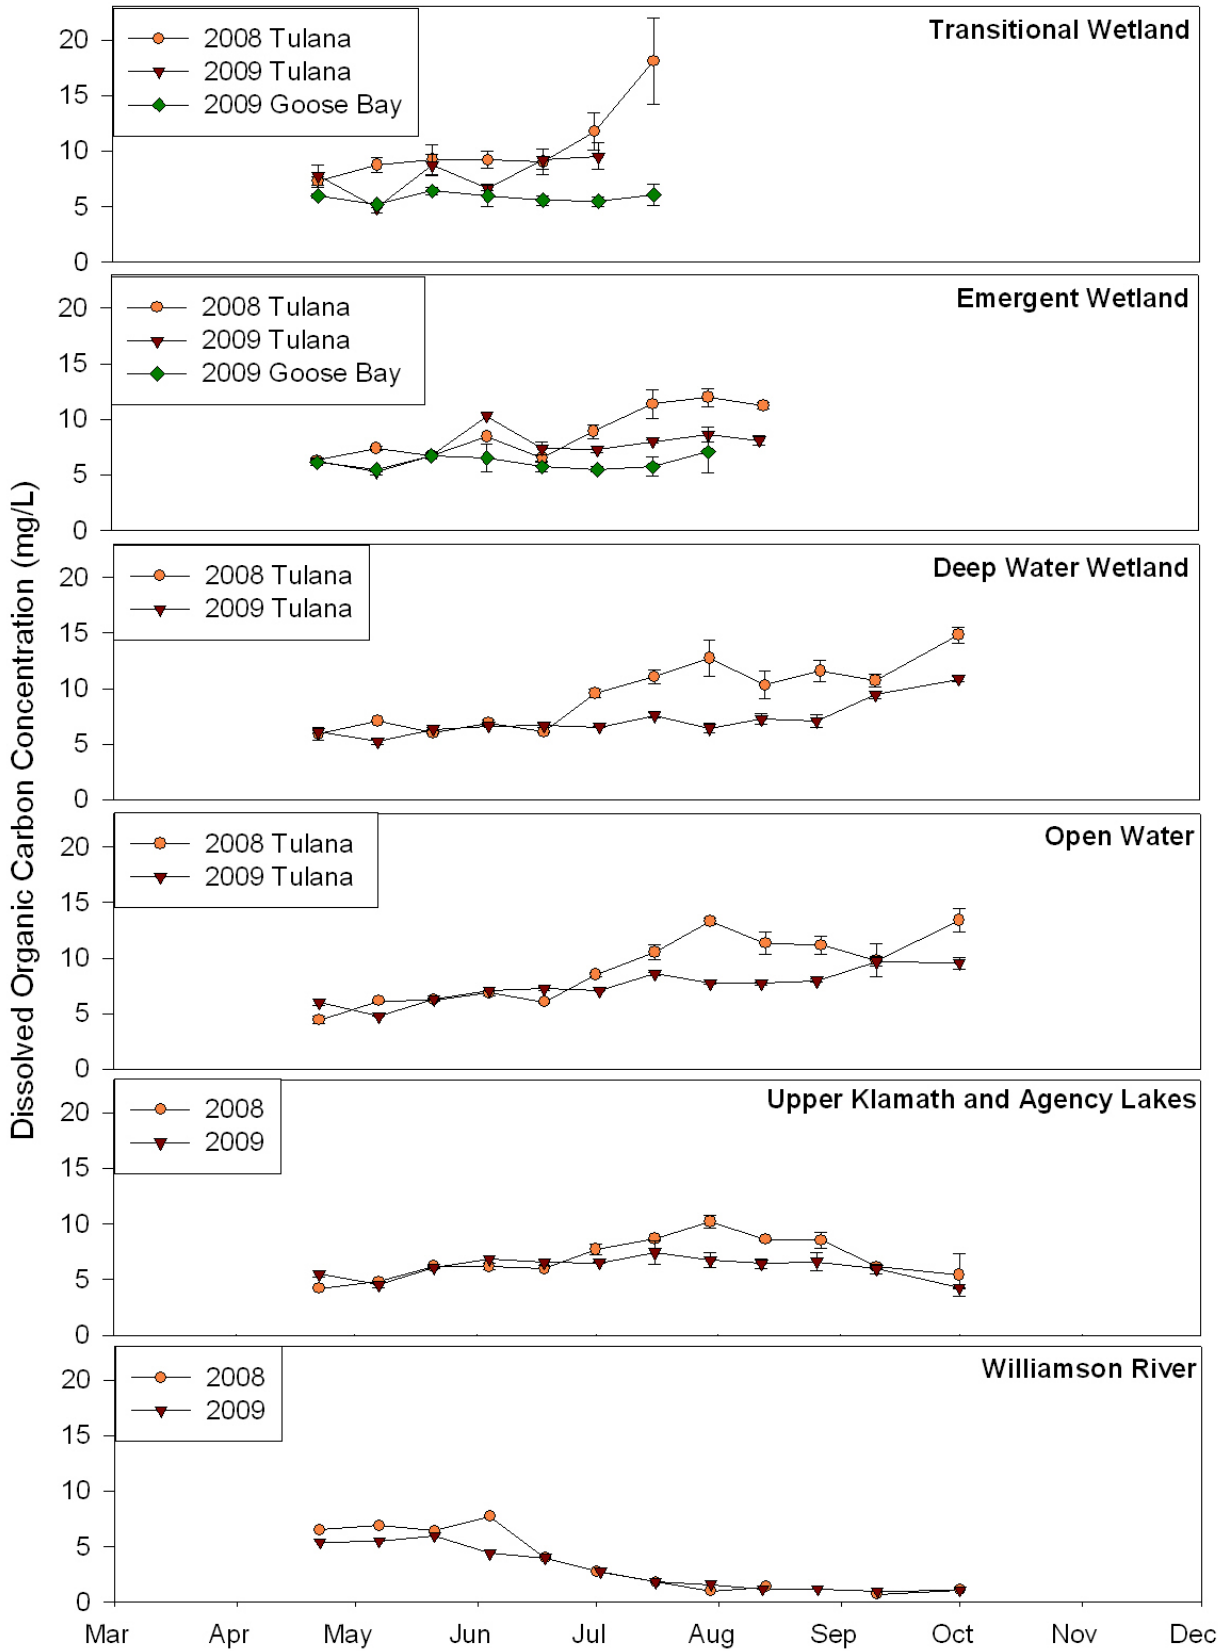 Dissolved Organic Carbon Concentration (mg/L)
Transitional Wetland
2008 Tulana
2009 Tulana
2009 Goose Bay
20
15
10
5
0
Emergent Wetland
2008 Tulana
2009 Tulana
2009 Goose Bay
20
15
10
5
0
Deep Water Wetland
2008 Tulana
2009 Tulana
20
15
10
5
0
Open Water
2008 Tulana
2009 Tulana
20
15
10
5
0
Upper Klamath and Agency Lakes
2008
2009
20
15
10
5
0
Williamson River
2008
2009
20
15
10
5
0
Mar Apr May Jun Jul Aug Sep Oct Nov Dec